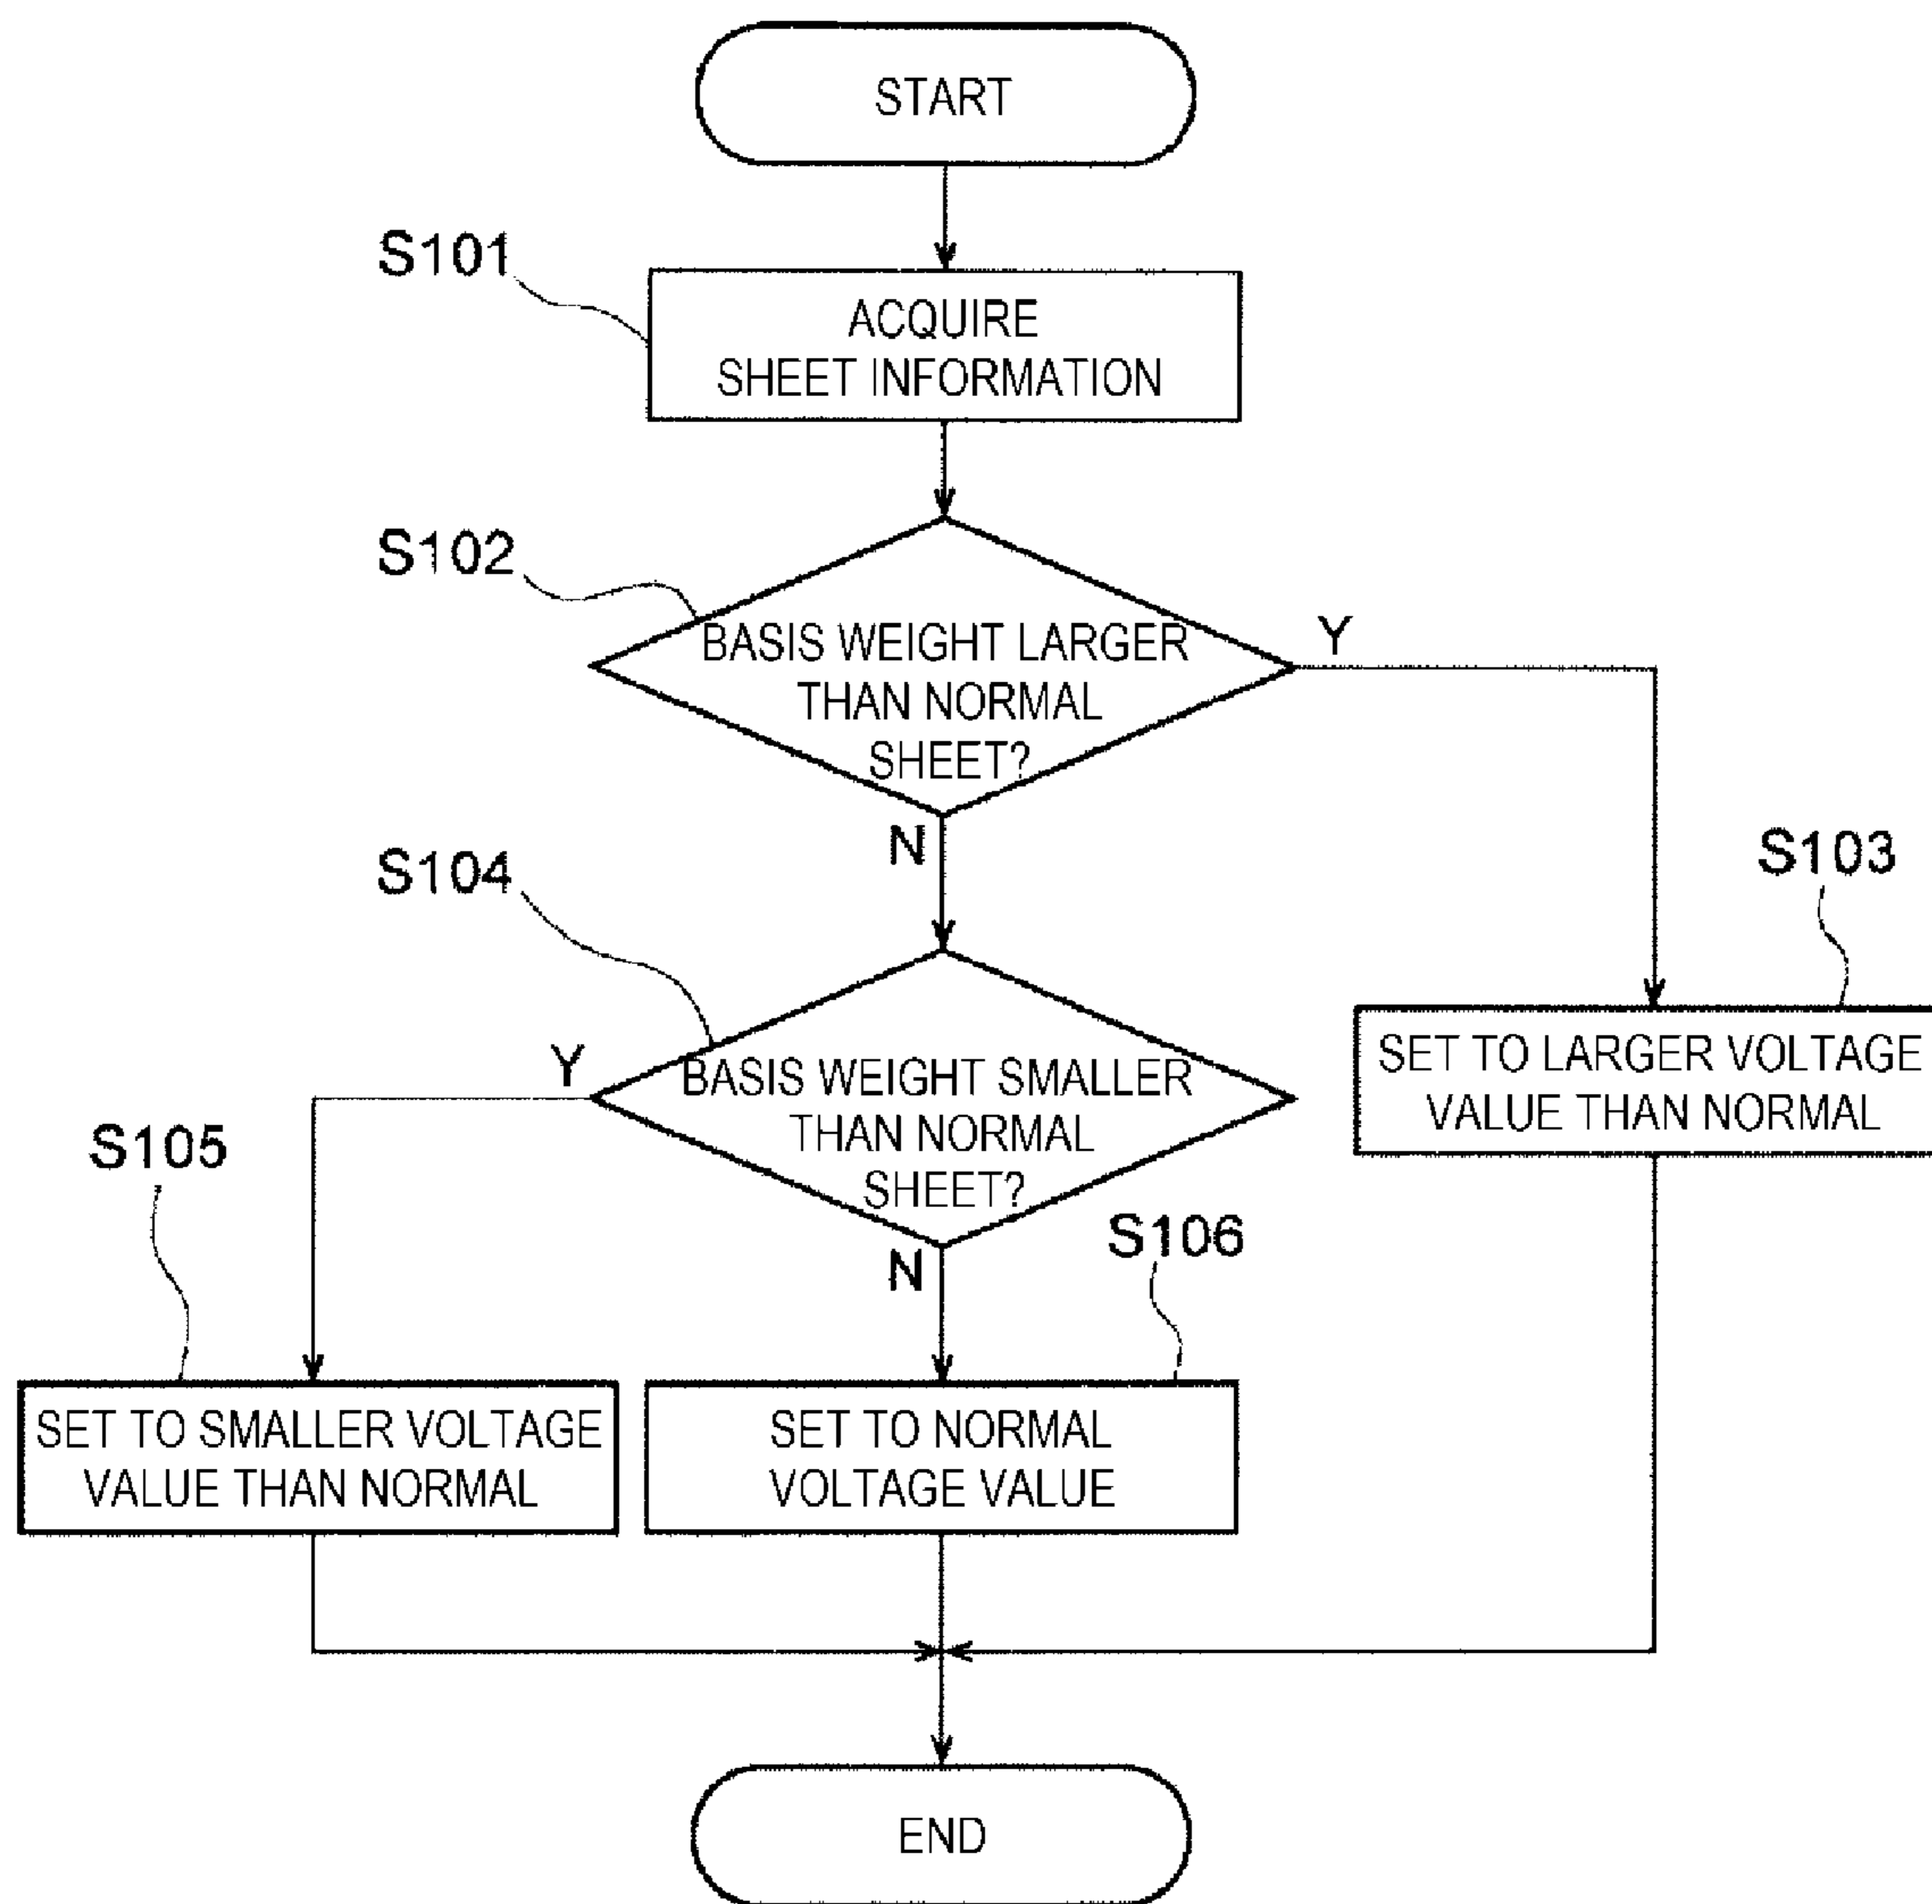 START
S101
ACQUIRE
SHEET INFORMATION
S102
BASIS WEIGHT LARGER
THAN NORMAL
SHEET?
Y
N
S103
SET TO LARGER VOLTAGE
VALUE THAN NORMAL
S104
BASIS WEIGHT SMALLER
THAN NORMAL
SHEET?
Y
N
S105
SET TO SMALLER VOLTAGE
VALUE THAN NORMAL
S106
SET TO NORMAL
VOLTAGE VALUE
END